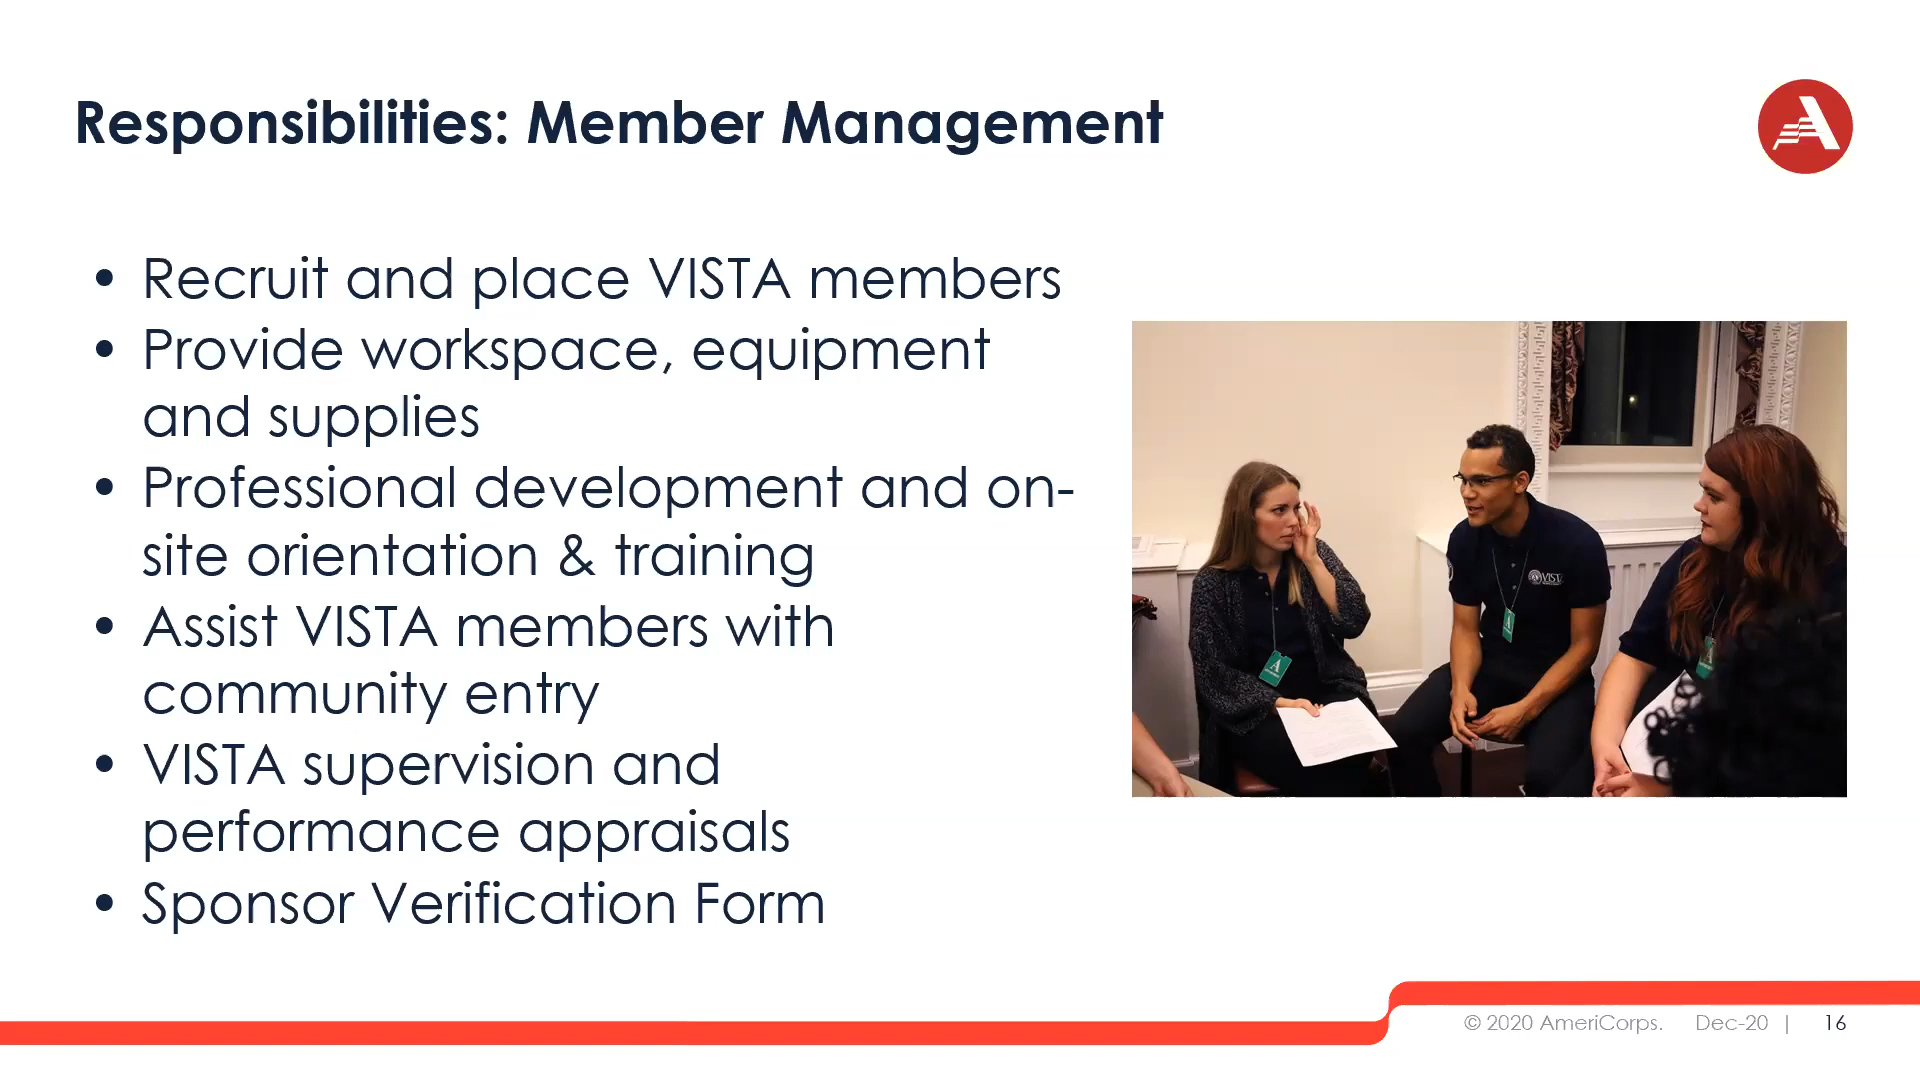 Responsibilities: Member Management
• Recruit and place VISTA members
• Provide workspace, equipment
and supplies
• Professional development and on-
site orientation & training
• Assist VISTA members with
community entry
• VISTA supervision and
performance appraisals
• Sponsor Verification Form
VISTA
© 2020 AmeriCorps. Dec-20 | 16